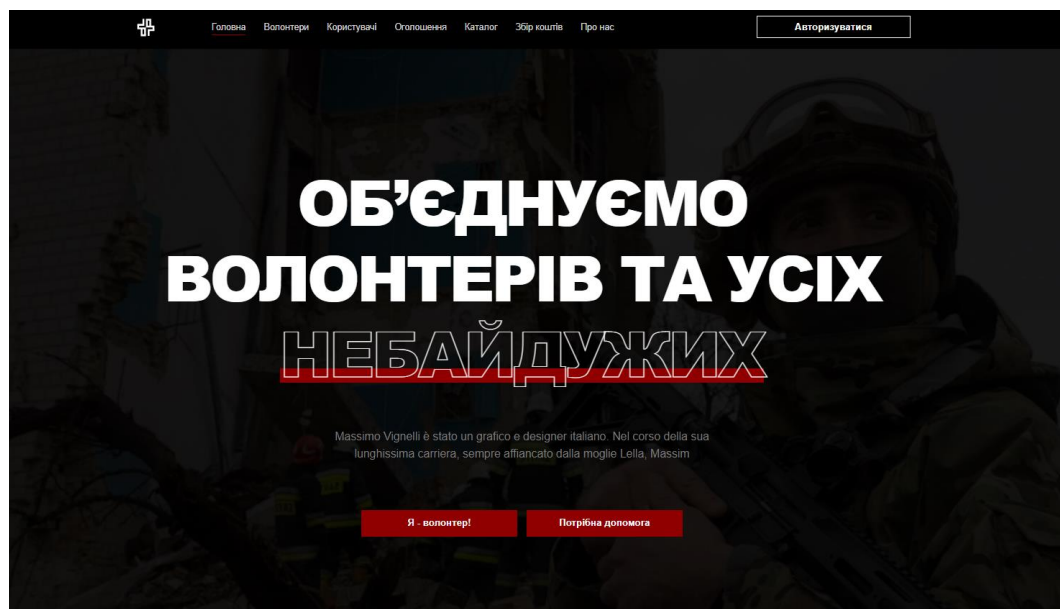 Головна Волонтери Користувачі Оголошення Каталог Збір коштів Про нас Авторизуватися
ОБ’ЄДНУЄМО
ВОЛОНТЕРІВ ТА УСІХ
НЕБАЙДУЖИХ
Massimo Vignelli è stato un grafico e designer italiano. Nel corso della sua
lunghissima carriera, sempre affiancato dalla moglie Lella, Massim
Я - волонтер! Потрібна допомога